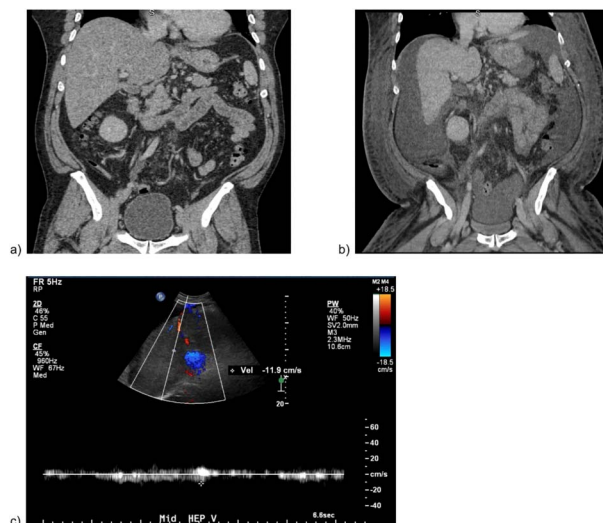 a)
b)
FR 5Hz
RP
2D
46%
C 55
P Med
Gen
CF
45%
960Hz
WF 67Hz
Med
Vel -11.9 cm/s
20
PW
40%
WF 50Hz
SV2.0mm
M3
2.3MHz
10.6cm
M2 M4
+18.5
-18.5
cm/s
60
40
20
cm/s
-20
-40
6.8sec
Mid. HEP V
c)